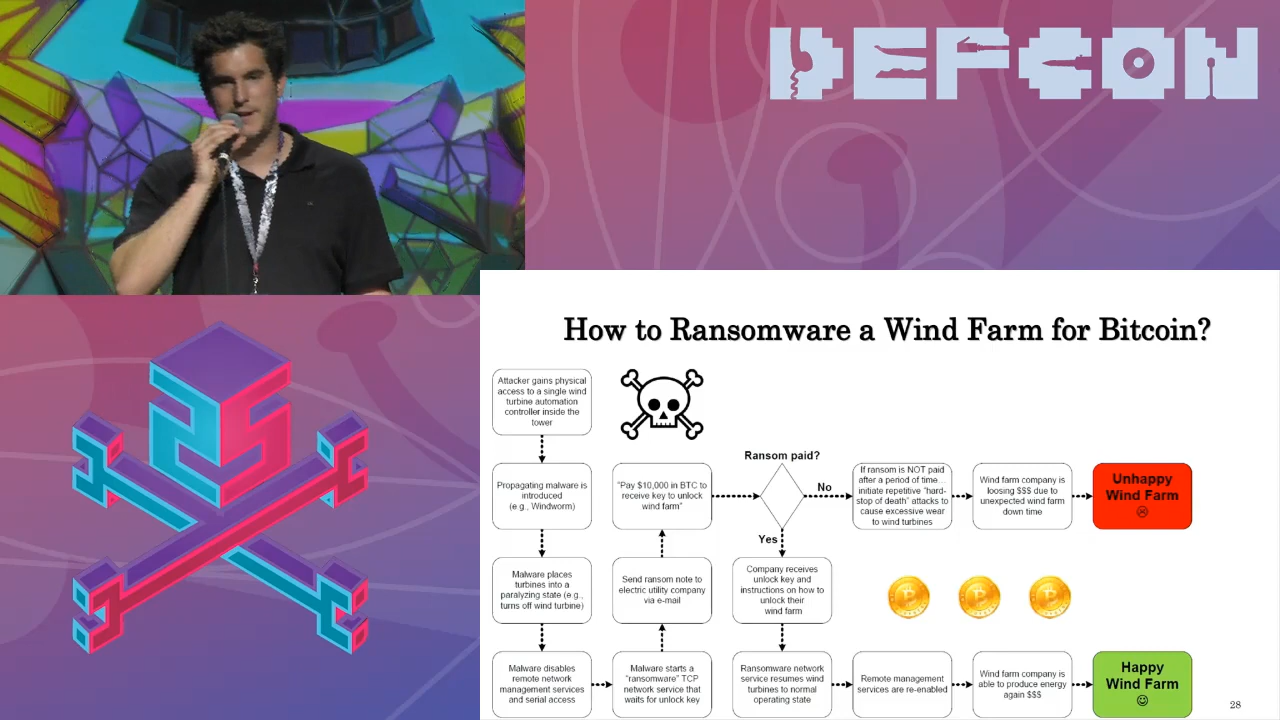 DEFCON
How to Ransomware a Wind Farm for Bitcoin?
Attacker gains physical
access to a single wind
turbine automation
controller inside the
tower
Propagating malware is
introduced
(e.g., Windworm)
Malware places
turbines into a
paralyzing state (e.g.,
turns off wind turbine)
Malware disables
remote network
management services
and serial access
Malware starts a
"ransomware" TCP
network service that
waits for unlock key
Send ransom note to
electric utility company
via e-mail
"Pay $10,000 in BTC to
receive key to unlock
wind farm"
Ransom paid?
No
Yes
If ransom is NOT paid
after a period of time...
initiate repetitive "hard-
stop of death" attacks to
cause excessive wear
to wind turbines
Wind farm company is
loosing $$$ due to
unexpected wind farm
down time
Unhappy
Wind Farm
☹
Company receives
unlock key and
instructions on how to
unlock their
wind farm
Ransomware network
service resumes wind
turbines to normal
operating state
Remote management
services are re-enabled
Wind farm company is
able to produce energy
again $$$
Happy
Wind Farm
☺
28